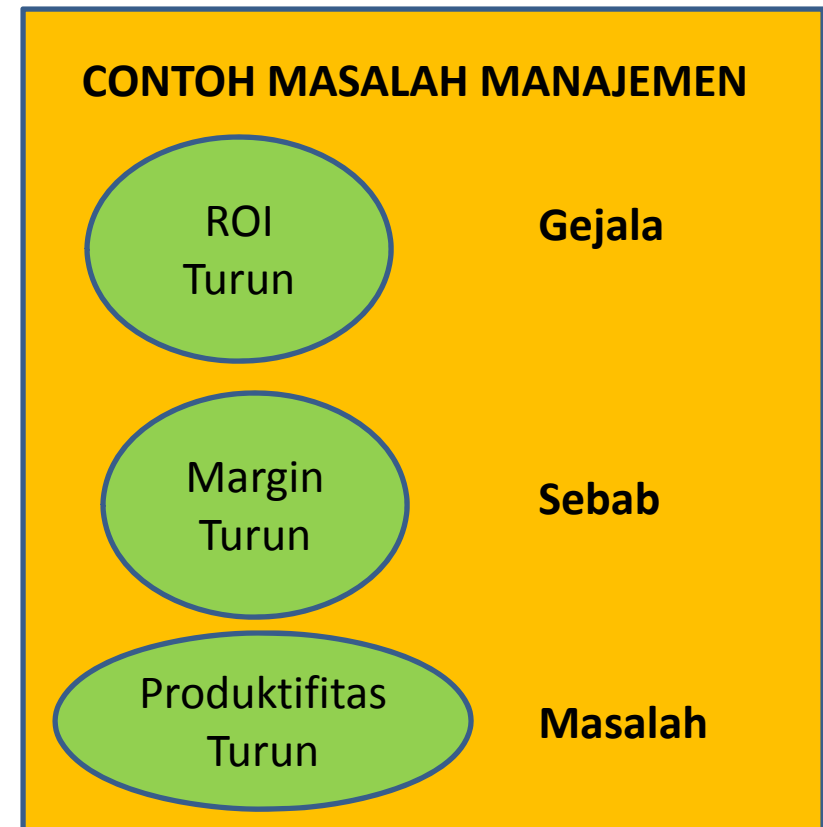 CONTOH MASALAH MANAJEMEN
ROI
Turun
Gejala
Margin
Turun
Sebab
Produktifitas
Turun
Masalah